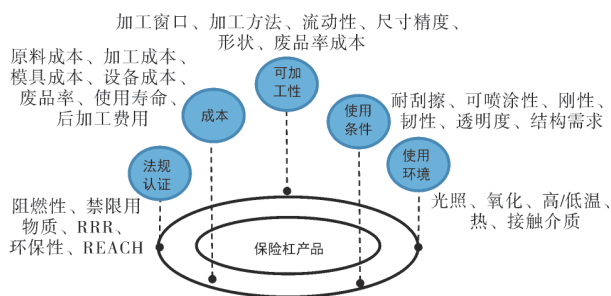 加工窗口、加工方法、流动性、尺寸精度、
形状、废品率成本
原料成本、加工成本、
模具成本、设备成本、
废品率、使用寿命、
后加工费用
可加
工性
成本
使用
条件
耐刮擦、可喷涂性、刚性、
韧性、透明度、结构需求
法规
认证
使用
环境
阻燃性、禁限用
物质、RRR、
环保性、REACH
光照、氧化、高/低温、
热、接触介质
保险杠产品